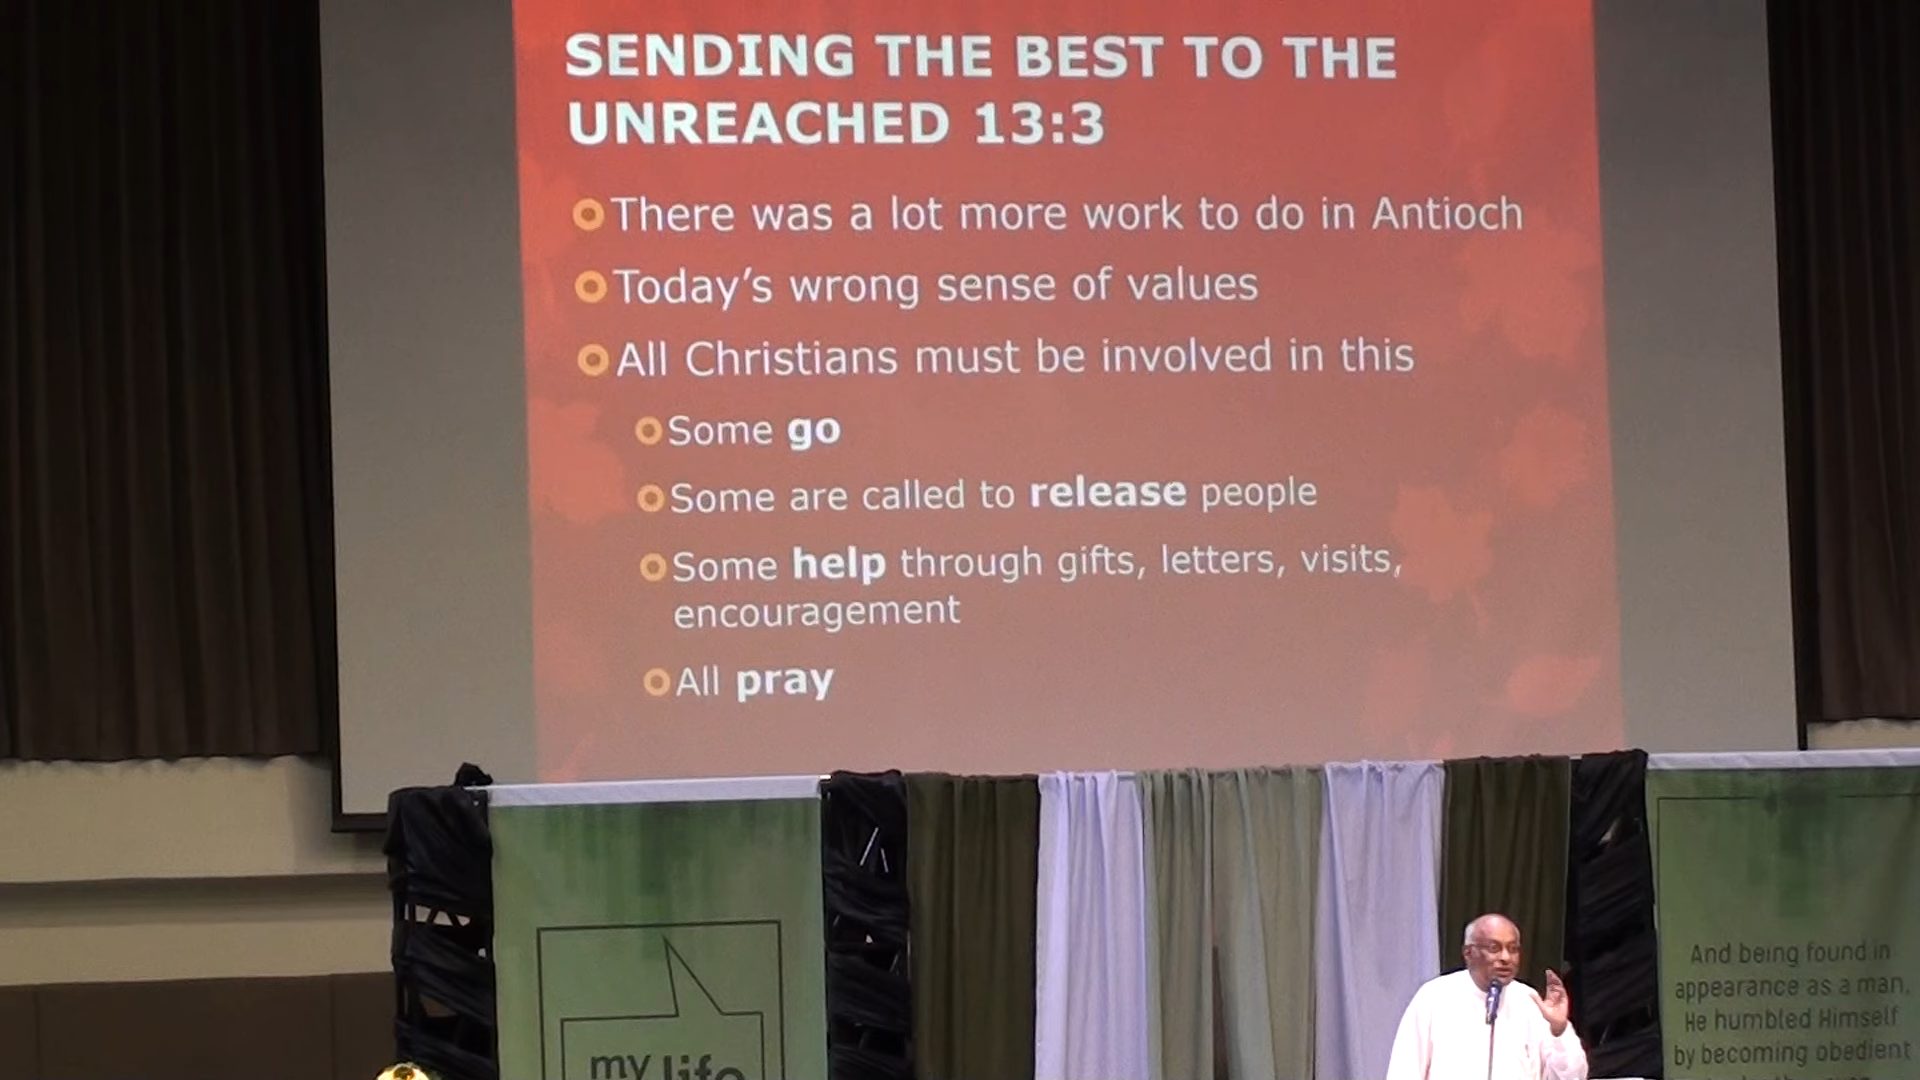 SENDING THE BEST TO THE
UNREACHED 13:3
There was a lot more work to do in Antioch
Today's wrong sense of values
All Christians must be involved in this
Some go
Some are called to release people
Some help through gifts, letters, visits,
encouragement
All pray
my life
And being found in
appearance as a man,
He humbled Himself
by becoming obedient